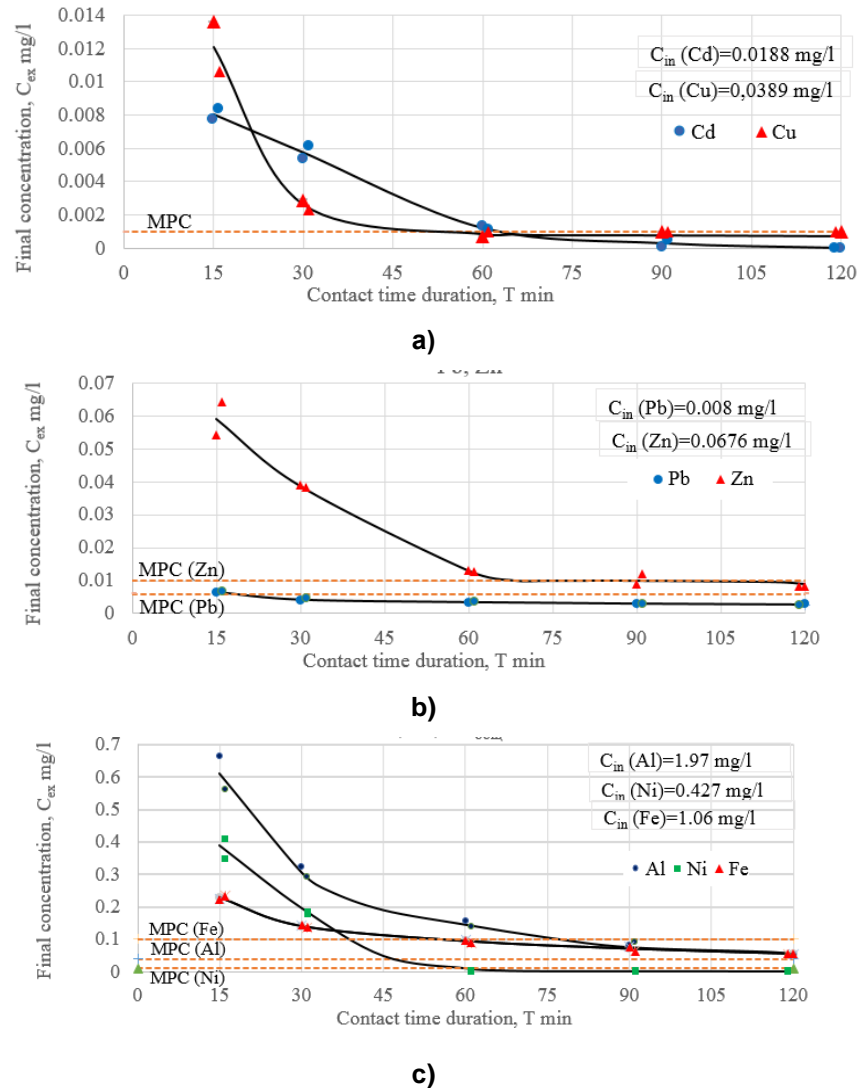 0.014
0.012
0.01
0.008
0.006
0.004
0.002
0
Final concentration, Cex mg/l
Cin (Cd)=0.0188 mg/l
Cin (Cu)=0,0389 mg/l
Cd Cu
MPC
0 15 30 45 60 75 90 105 120
Contact time duration, T min
a)
0.07
0.06
0.05
0.04
0.03
0.02
0.01
0
Final concentration, Cex mg/l
Cin (Pb)=0.008 mg/l
Cin (Zn)=0.0676 mg/l
Pb Zn
MPC (Zn)
MPC (Pb)
0 15 30 45 60 75 90 105 120
Contact time duration, T min
b)
0.7
0.6
0.5
0.4
0.3
0.2
0.1
0
Final concentration, Cex mg/l
Cin (Al)=1.97 mg/l
Cin (Ni)=0.427 mg/l
Cin (Fe)=1.06 mg/l
Al Ni Fe
MPC (Fe)
MPC (Al)
MPC (Ni)
0 15 30 45 60 75 90 105 120
Contact time duration, T min
c)